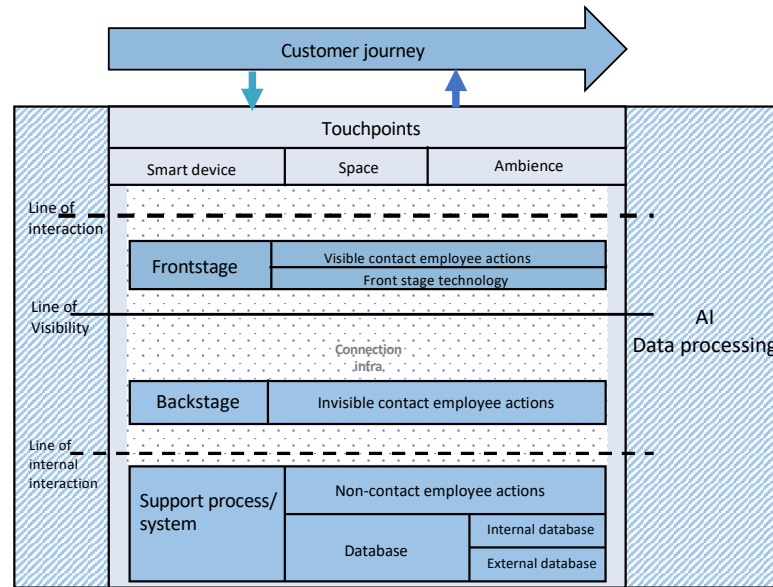 Customer journey
Touchpoints
Smart device
Space
Ambience
Line of
interaction
Frontstage
Visible contact employee actions
Front stage technology
Line of
Visibility
AI
Data processing
Connection
infra.
Backstage
Invisible contact employee actions
Line of
internal
interaction
Support process/
system
Non-contact employee actions
Database
Internal database
External database